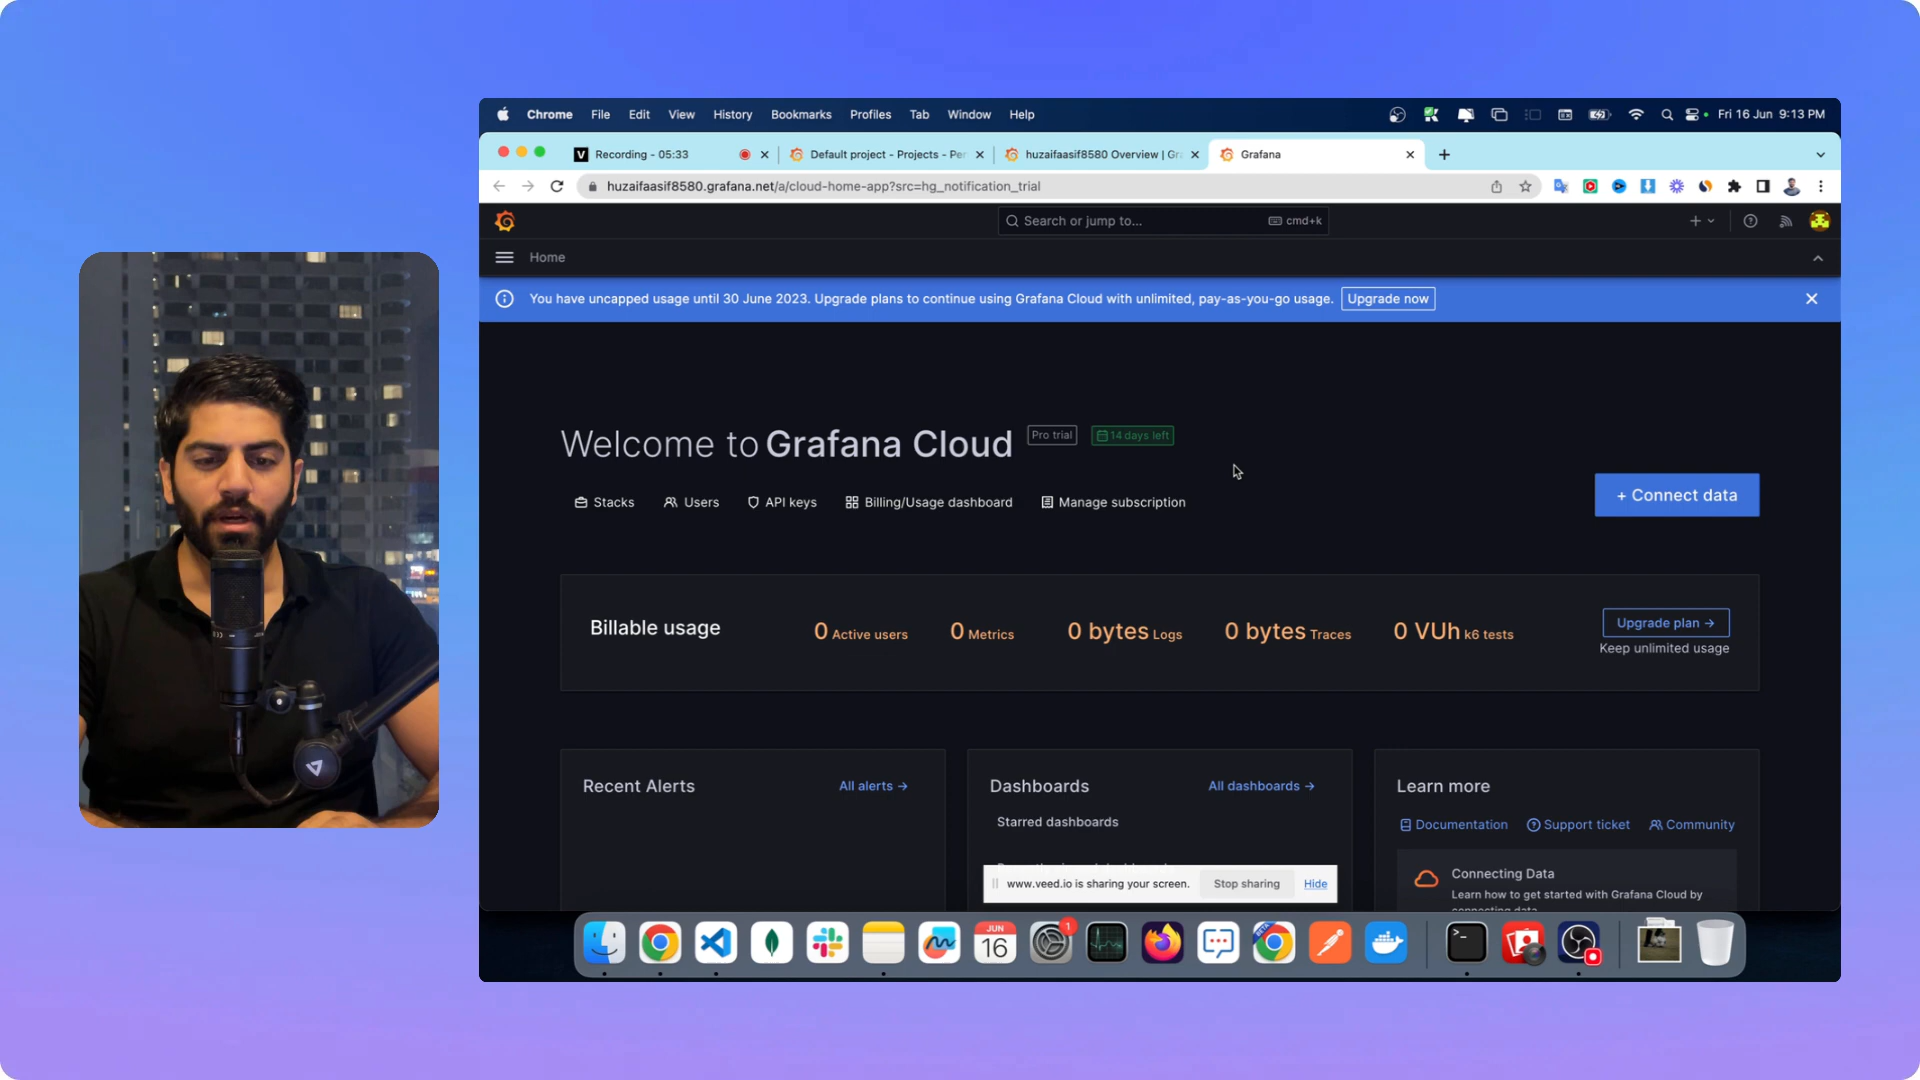 Chrome File Edit View History Bookmarks Profiles Tab Window Help Fri 16 Jun 9:13 PM
V Recording - 05:33 Default project - Projects - Per huzaifaasif8580 Overview | Gra Grafana
huzaifaasif8580.grafana.net/a/cloud-home-app?src=hg_notification_trial
Search or jump to... cmd+k
Home
You have uncapped usage until 30 June 2023. Upgrade plans to continue using Grafana Cloud with unlimited, pay-as-you-go usage. Upgrade now
Welcome to Grafana Cloud Pro trial 14 days left
Stacks Users API keys Billing/Usage dashboard Manage subscription
+ Connect data
Billable usage 0 Active users 0 Metrics 0 bytes Logs 0 bytes Traces 0 VUh k6 tests
Upgrade plan →
Keep unlimited usage
Recent Alerts All alerts →
Dashboards All dashboards →
Starred dashboards
Learn more
Documentation Support ticket Community
Connecting Data
Learn how to get started with Grafana Cloud by
connecting data
www.veed.io is sharing your screen. Stop sharing Hide
JUN
16
1
BETA